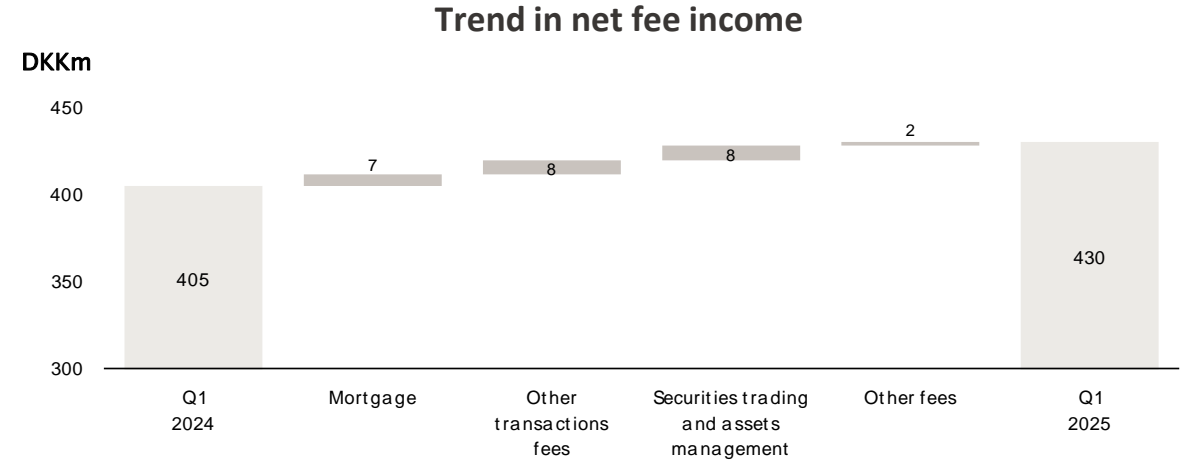 Trend in net fee income
DKKm
450
400
350
300
405
7
8
8
2
430
Q1
2024
Mortgage
Other
transactions
fees
Securities trading
and assets
management
Other fees
Q1
2025